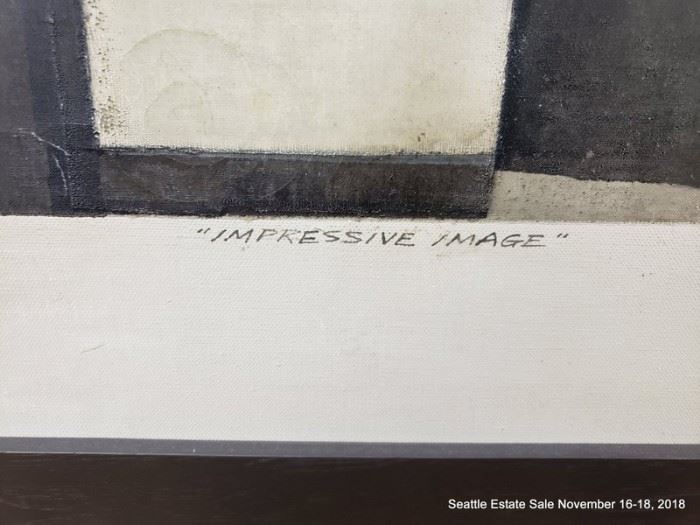 "IMPRESSIVE IMAGE"
Seattle Estate Sale November 16-18, 2018